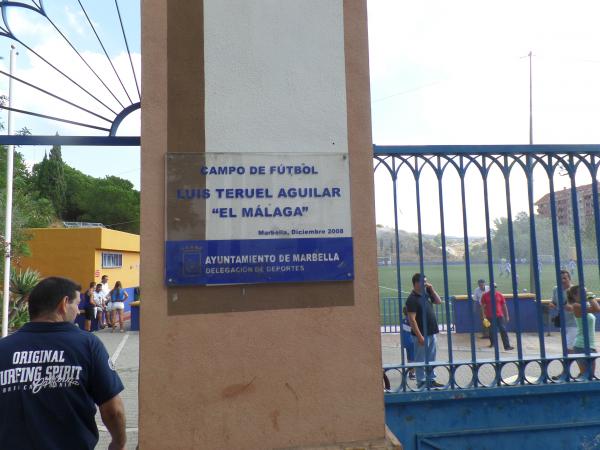 CAMPO DE FÚTBOL
LUIS TERUEL AGUILAR
"EL MÁLAGA"
Marbella, Diciembre 2008
AYUNTAMIENTO DE MARBELLA
DELEGACIÓN DE DEPORTES
ORIGINAL
SURFING SPIRIT